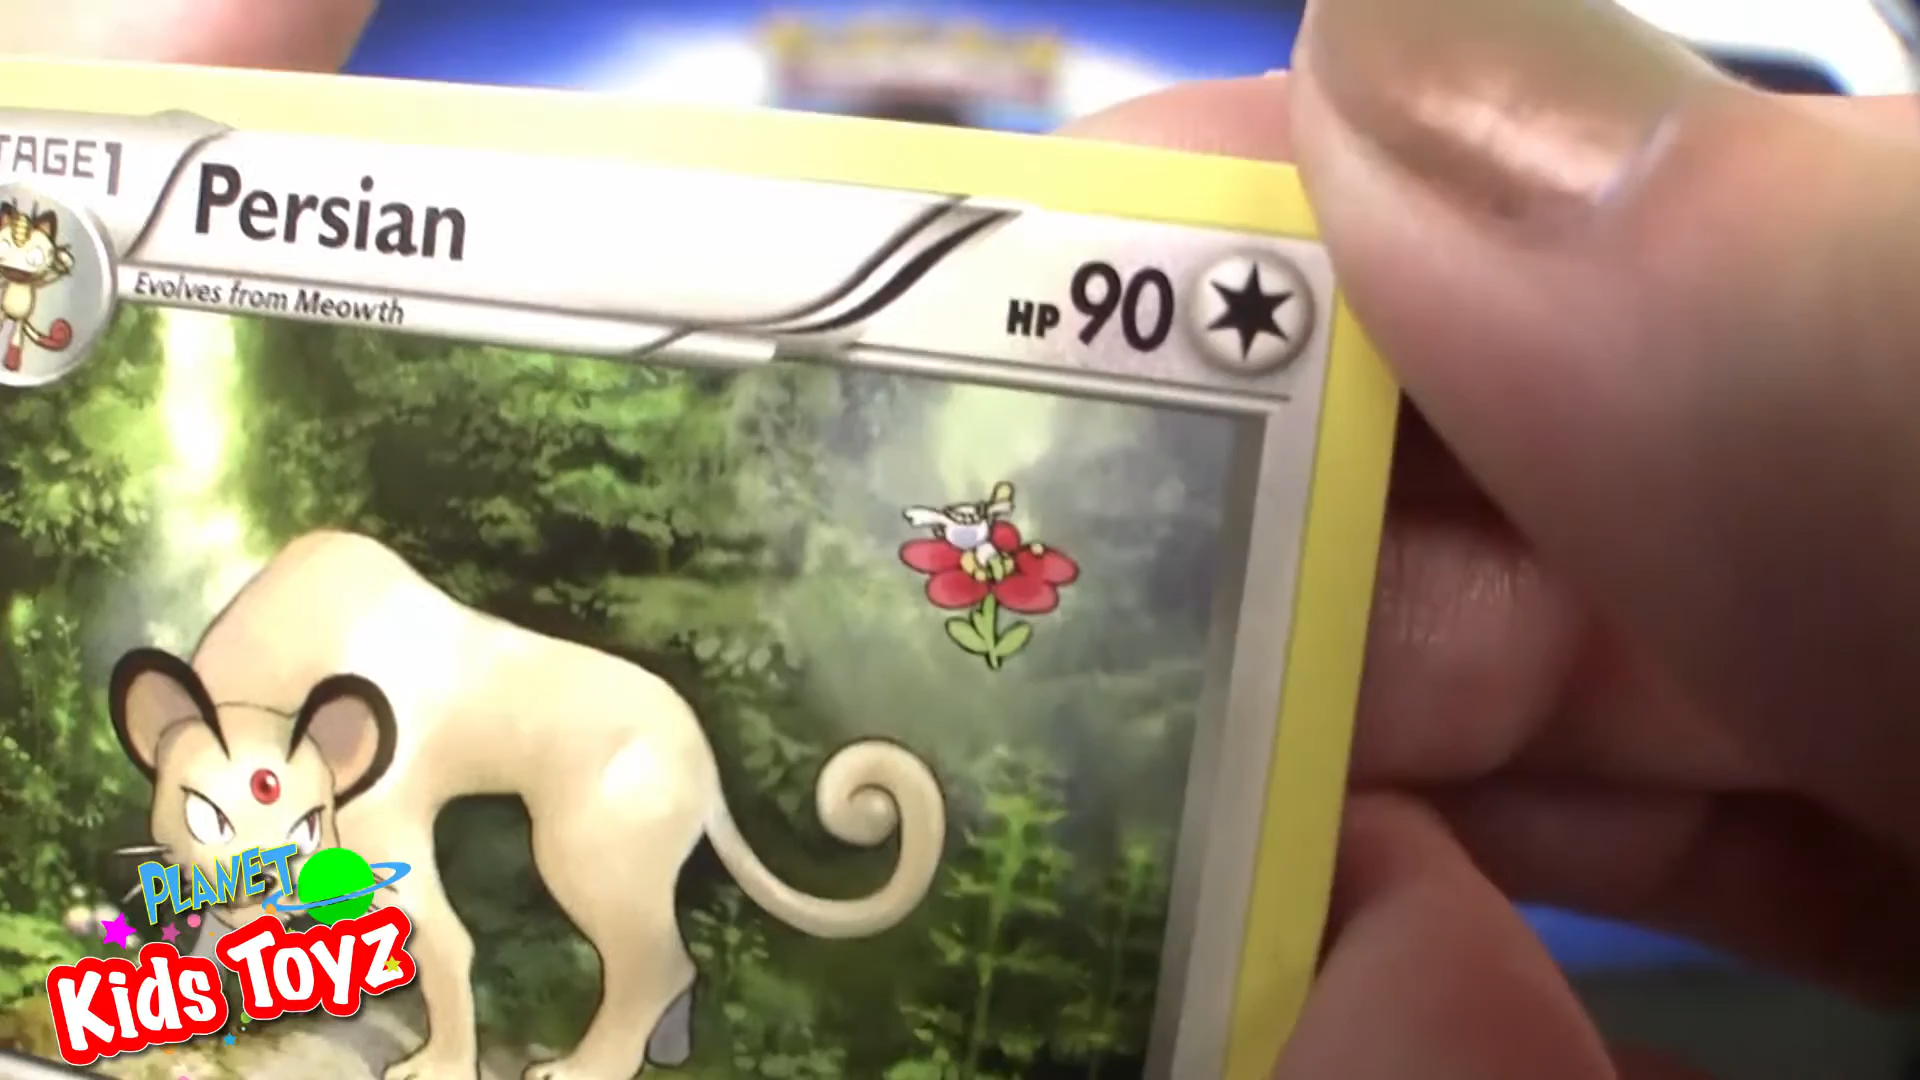 TAGE1
Persian
Evolves from Meowth
HP 90
PLANET
Kids Toyz